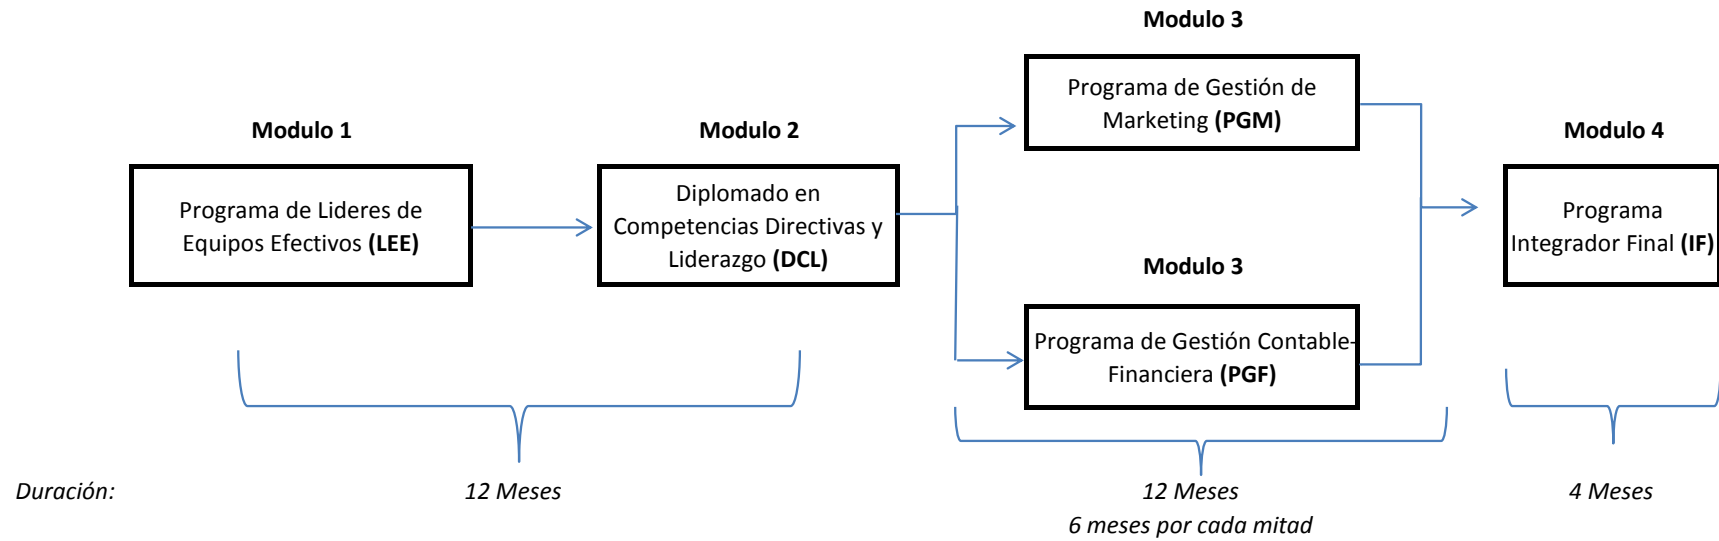 Modulo 1
Programa de Lideres de
Equipos Efectivos (LEE)
Modulo 2
Diplomado en
Competencias Directivas y
Liderazgo (DCL)
Modulo 3
Programa de Gestión de
Marketing (PGM)
Modulo 3
Programa de Gestión Contable-
Financiera (PGF)
Modulo 4
Programa
Integrador Final (IF)
Duración:
12 Meses
12 Meses
6 meses por cada mitad
4 Meses